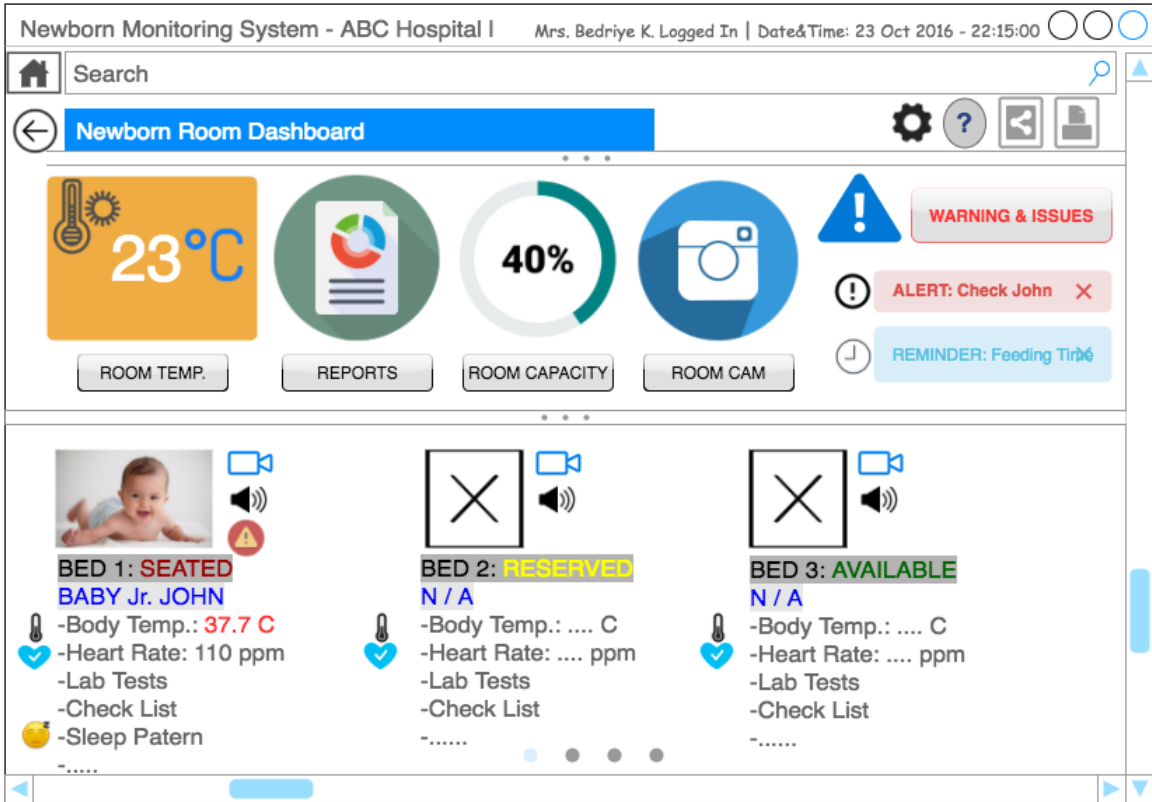 Newborn Monitoring System - ABC Hospital I
Mrs. Bedriye K. Logged In | Date&Time: 23 Oct 2016 - 22:15:00
Search
Newborn Room Dashboard
?
23°C
40%
WARNING & ISSUES
ALERT: Check John
REMINDER: Feeding Time
ROOM TEMP.
REPORTS
ROOM CAPACITY
ROOM CAM
BED 1: SEATED
BABY Jr. JOHN
-Body Temp.: 37.7 C
-Heart Rate: 110 ppm
-Lab Tests
-Check List
-Sleep Patern
-.....
BED 2: RESERVED
N / A
-Body Temp.: .... C
-Heart Rate: .... ppm
-Lab Tests
-Check List
-......
BED 3: AVAILABLE
N / A
-Body Temp.: .... C
-Heart Rate: .... ppm
-Lab Tests
-Check List
-......